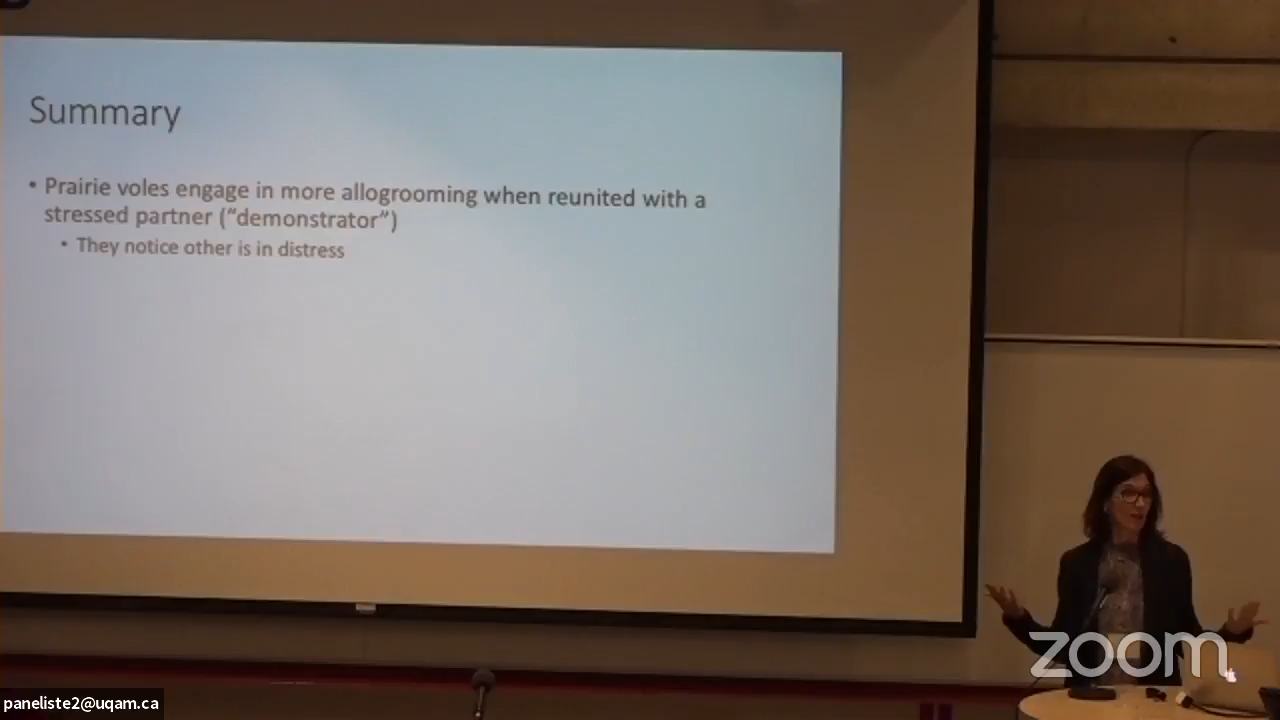 Summary
• Prairie voles engage in more allogrooming when reunited with a
stressed partner (“demonstrator”)
• They notice other is in distress
zoom
paneliste2@uqam.ca